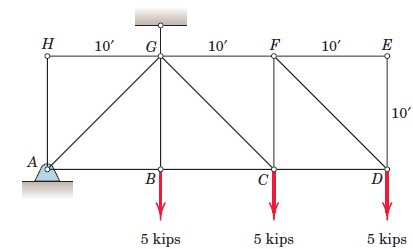 H 10′ G 10′ F 10′ E
10′
A
B C D
5 kips 5 kips 5 kips